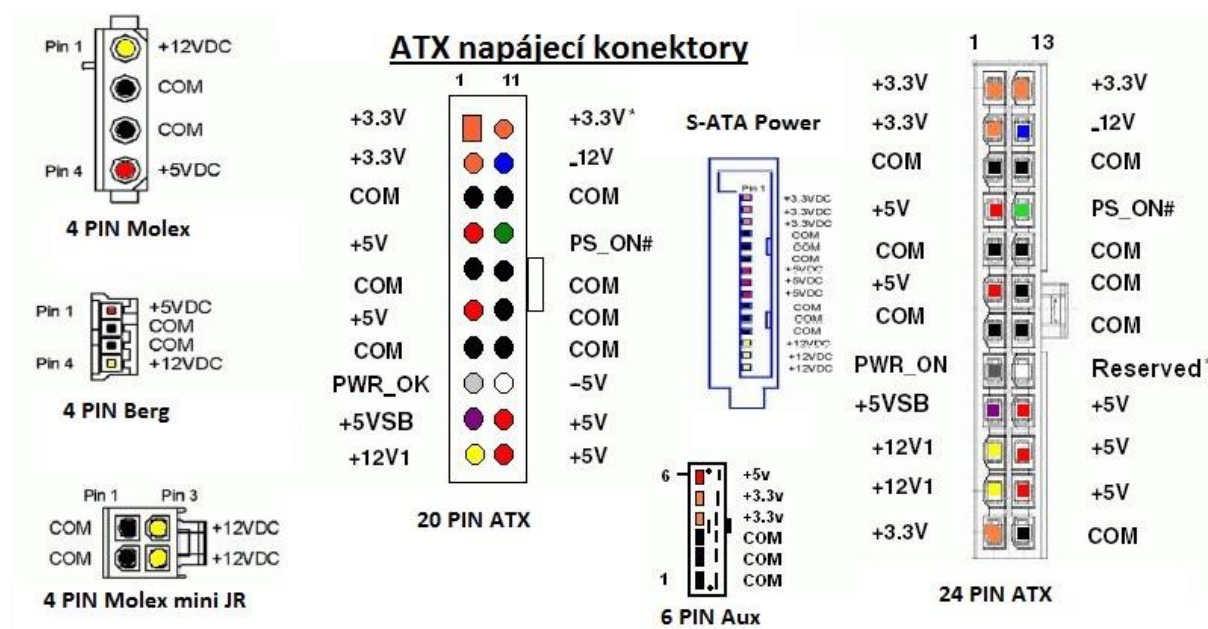 ATX napájecí konektory
Pin 1 +12VDC
COM
COM
Pin 4 +5VDC
4 PIN Molex
Pin 1 +5VDC
COM
COM
Pin 4 +12VDC
4 PIN Berg
Pin 1 Pin 3
COM +12VDC
COM +12VDC
4 PIN Molex mini JR
1 11
+3.3V +3.3V*
+3.3V -12V
COM COM
+5V PS_ON#
COM COM
+5V COM
COM COM
PWR_OK -5V
+5VSB +5V
+12V1 +5V
20 PIN ATX
S-ATA Power
Pin 1
+3.3VDC
+3.3VDC
+3.3VDC
COM
COM
COM
+5VDC
+5VDC
+5VDC
COM
COM
COM
+12VDC
+12VDC
+12VDC
6 +5v
+3.3v
+3.3v
COM
COM
1 COM
6 PIN Aux
1 13
+3.3V +3.3V
+3.3V -12V
COM COM
+5V PS_ON#
COM COM
+5V COM
COM COM
PWR_ON Reserved*
+5VSB +5V
+12V1 +5V
+12V1 +5V
+3.3V COM
24 PIN ATX